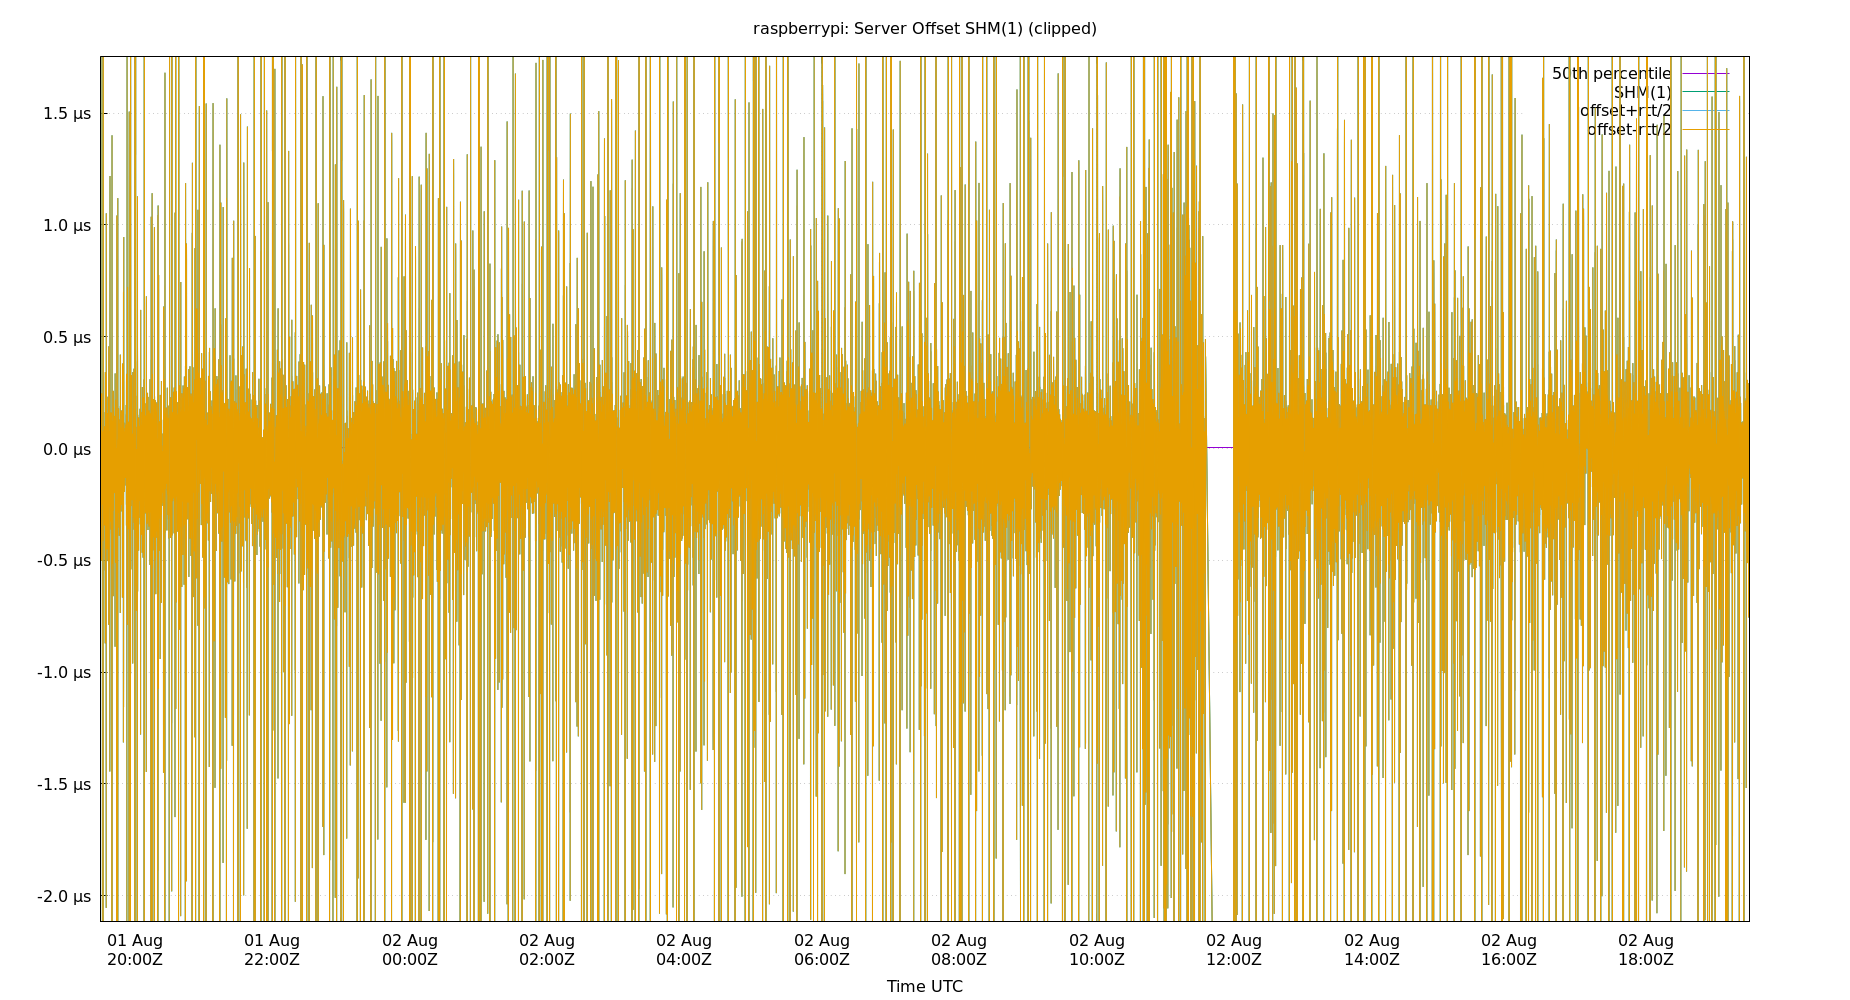 raspberrypi: Server Offset SHM(1) (clipped)
50th percentile
SHM(1)
offset+rtt/2
offset-rtt/2
1.5 µs
1.0 µs
0.5 µs
0.0 µs
-0.5 µs
-1.0 µs
-1.5 µs
-2.0 µs
01 Aug 01 Aug 02 Aug 02 Aug 02 Aug 02 Aug 02 Aug 02 Aug 02 Aug 02 Aug 02 Aug 02 Aug
20:00Z 22:00Z 00:00Z 02:00Z 04:00Z 06:00Z 08:00Z 10:00Z 12:00Z 14:00Z 16:00Z 18:00Z
Time UTC